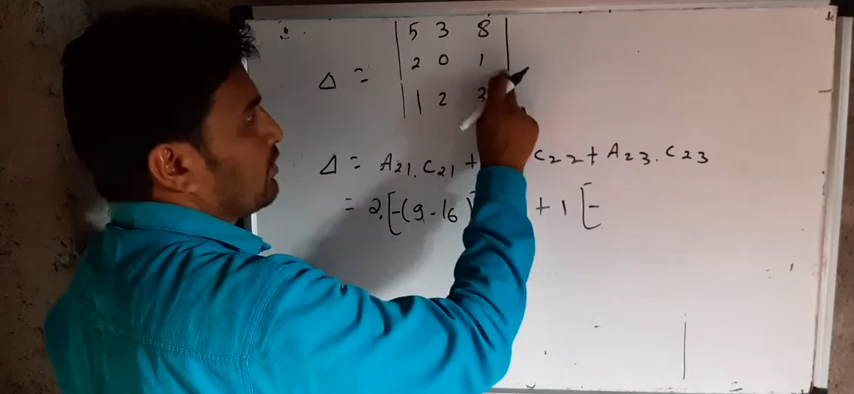 Δ = | 5 3 8 |
| 2 0 1 |
| 1 2 3 |
Δ = A21. C21 + C22 + A23. C23
= 2.[-(9-16) + 1 [-